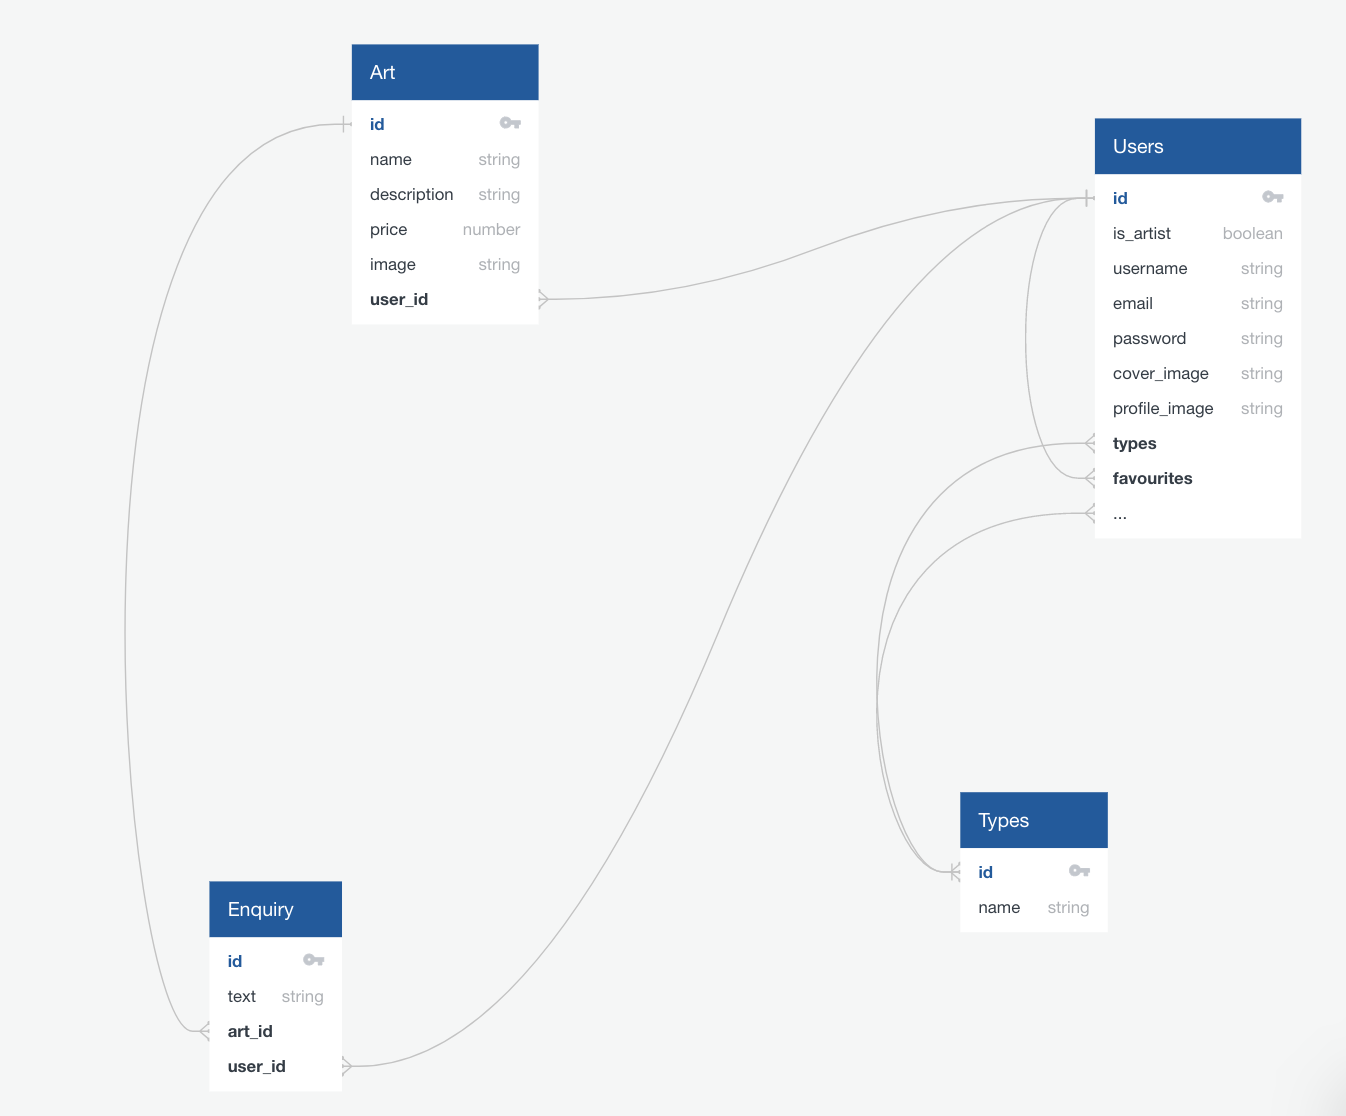 Art
id
name string
description string
price number
image string
user_id
Users
id
is_artist boolean
username string
email string
password string
cover_image string
profile_image string
types
favourites
...
Types
id
name string
Enquiry
id
text string
art_id
user_id